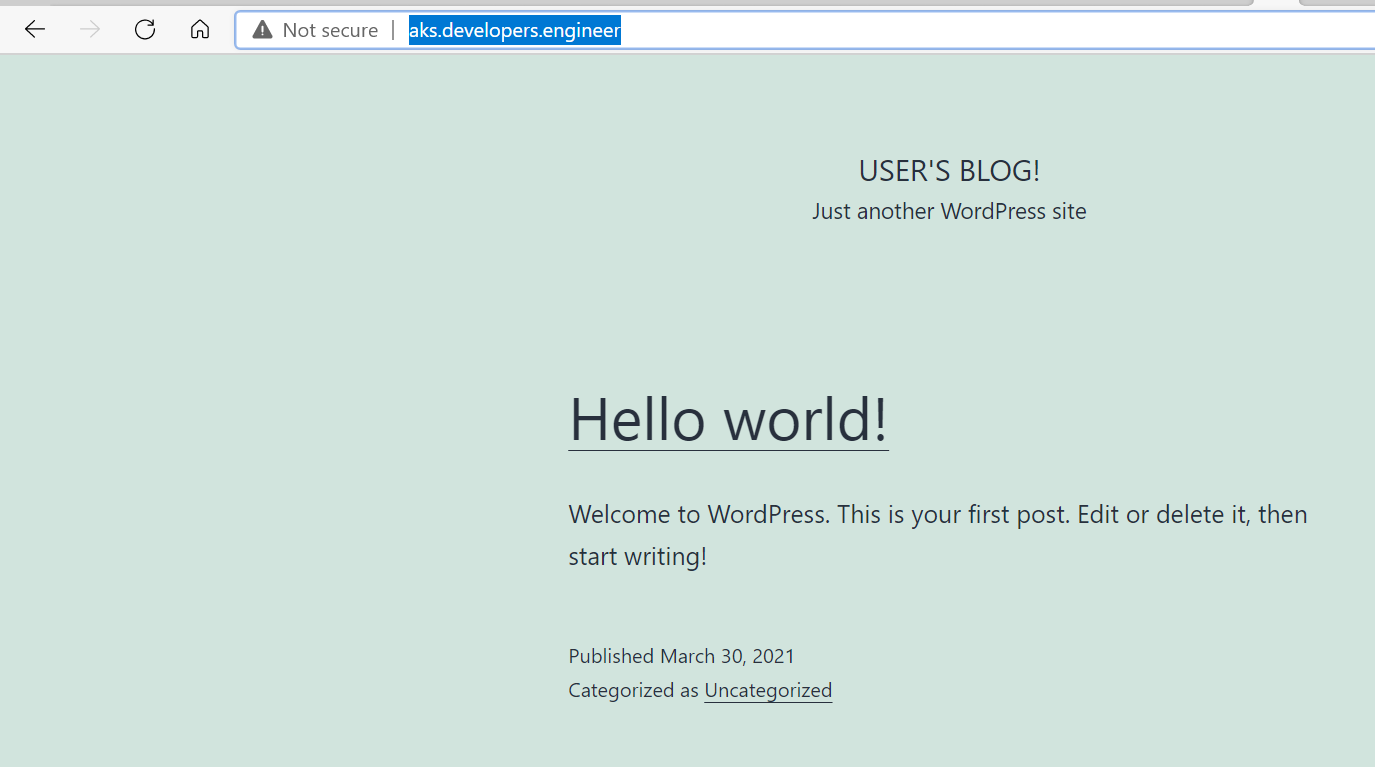 Not secure | aks.developers.engineer
USER'S BLOG!
Just another WordPress site
Hello world!
Welcome to WordPress. This is your first post. Edit or delete it, then
start writing!
Published March 30, 2021
Categorized as Uncategorized